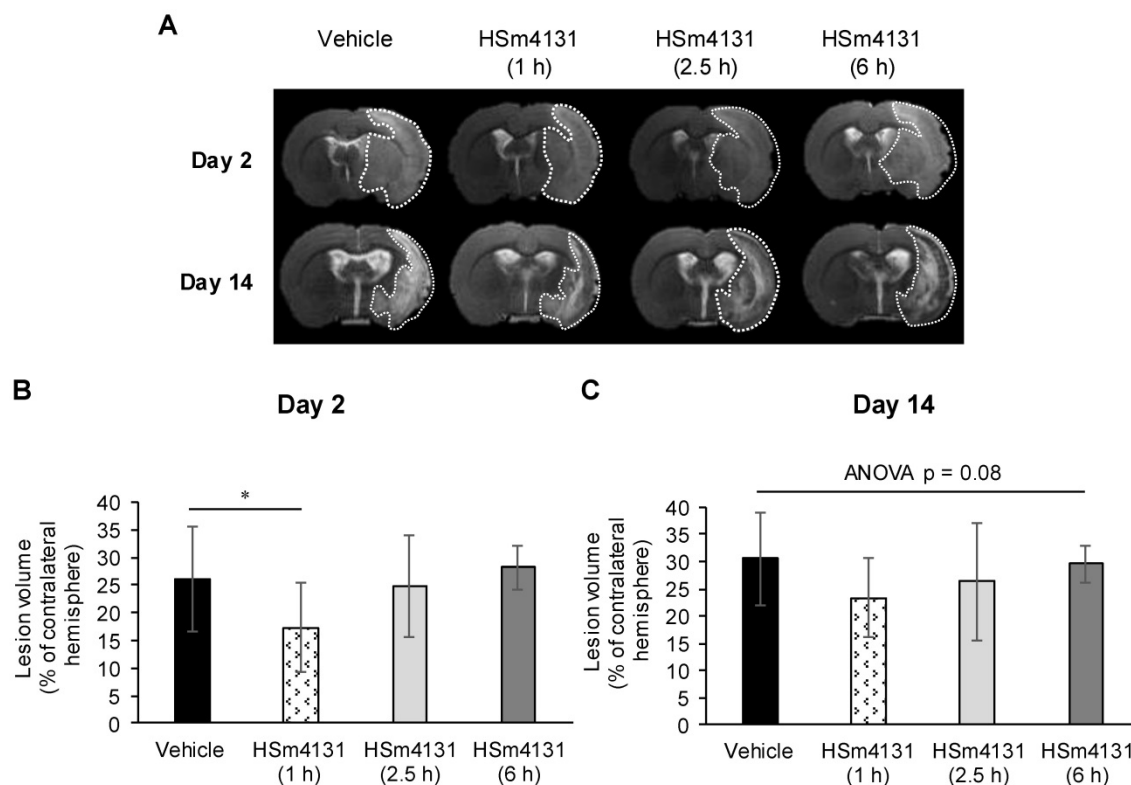 A
Vehicle
HSm4131
(1 h)
HSm4131
(2.5 h)
HSm4131
(6 h)
Day 2
Day 14
B
Day 2
Lesion volume
(% of contralateral
hemisphere)
40
35
30
25
20
15
10
5
0
*
Vehicle
HSm4131
(1 h)
HSm4131
(2.5 h)
HSm4131
(6 h)
C
Day 14
ANOVA p = 0.08
Lesion volume
(% of contralateral
hemisphere)
40
35
30
25
20
15
10
5
0
Vehicle
HSm4131
(1 h)
HSm4131
(2.5 h)
HSm4131
(6 h)